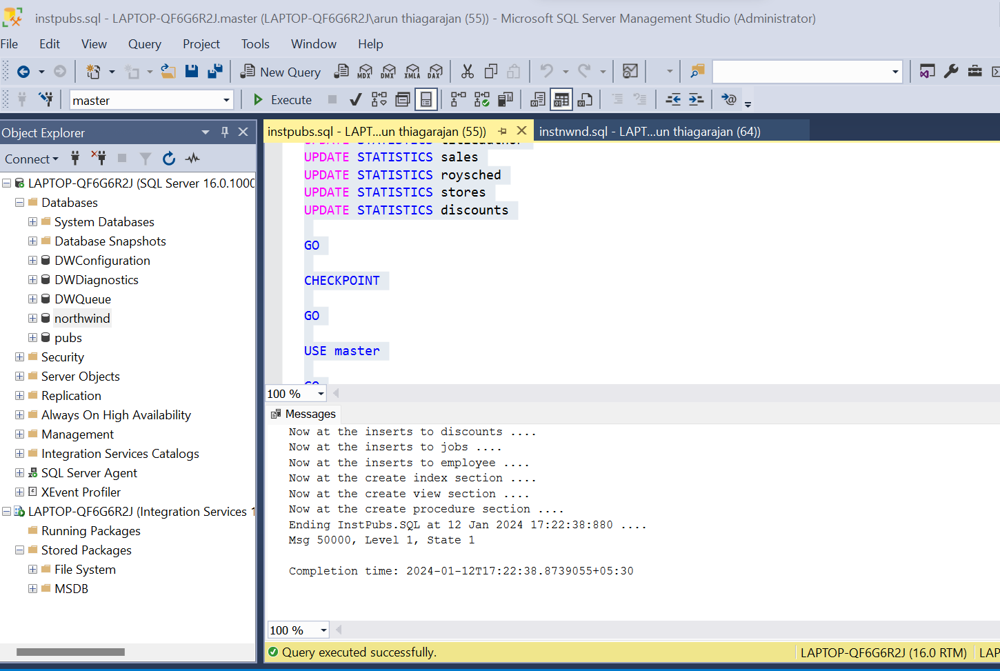 instpubs.sql - LAPTOP-QF6G6R2J.master (LAPTOP-QF6G6R2J\arun thiagarajan (55)) - Microsoft SQL Server Management Studio (Administrator)
File Edit View Query Project Tools Window Help
New Query MDX DMX XMLA DAX
master Execute
Object Explorer
Connect
LAPTOP-QF6G6R2J (SQL Server 16.0.1000
Databases
System Databases
Database Snapshots
DWConfiguration
DWDiagnostics
DWQueue
northwind
pubs
Security
Server Objects
Replication
Always On High Availability
Management
Integration Services Catalogs
SQL Server Agent
XEvent Profiler
LAPTOP-QF6G6R2J (Integration Services 1
Running Packages
Stored Packages
File System
MSDB
instpubs.sql - LAPT...un thiagarajan (55)) instnwnd.sql - LAPT...un thiagarajan (64))
UPDATE STATISTICS titleauthor
UPDATE STATISTICS sales
UPDATE STATISTICS roysched
UPDATE STATISTICS stores
UPDATE STATISTICS discounts
GO
CHECKPOINT
GO
USE master
GO
100 %
Messages
Now at the inserts to discounts ....
Now at the inserts to jobs ....
Now at the inserts to employee ....
Now at the create index section ....
Now at the create view section ....
Now at the create procedure section ....
Ending InstPubs.SQL at 12 Jan 2024 17:22:38:880 ....
Msg 50000, Level 1, State 1
Completion time: 2024-01-12T17:22:38.8739055+05:30
100 %
Query executed successfully. LAPTOP-QF6G6R2J (16.0 RTM) LAP